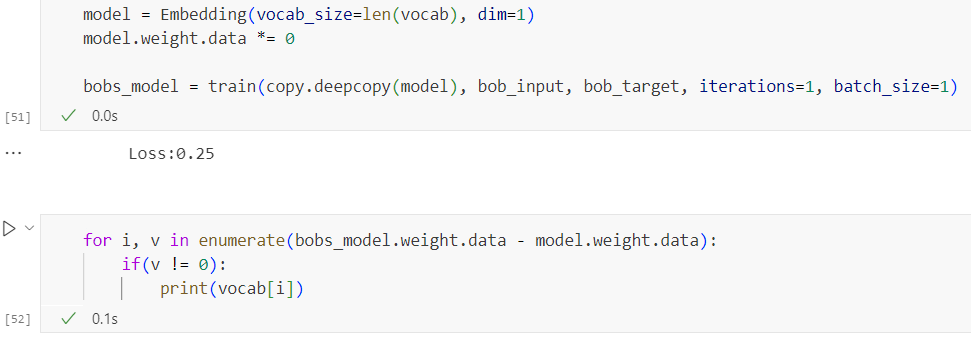 model = Embedding(vocab_size=len(vocab), dim=1)
model.weight.data *= 0
bobs_model = train(copy.deepcopy(model), bob_input, bob_target, iterations=1, batch_size=1)
[51] ✓ 0.0s
... Loss:0.25
for i, v in enumerate(bobs_model.weight.data - model.weight.data):
if(v != 0):
print(vocab[i])
[52] ✓ 0.1s